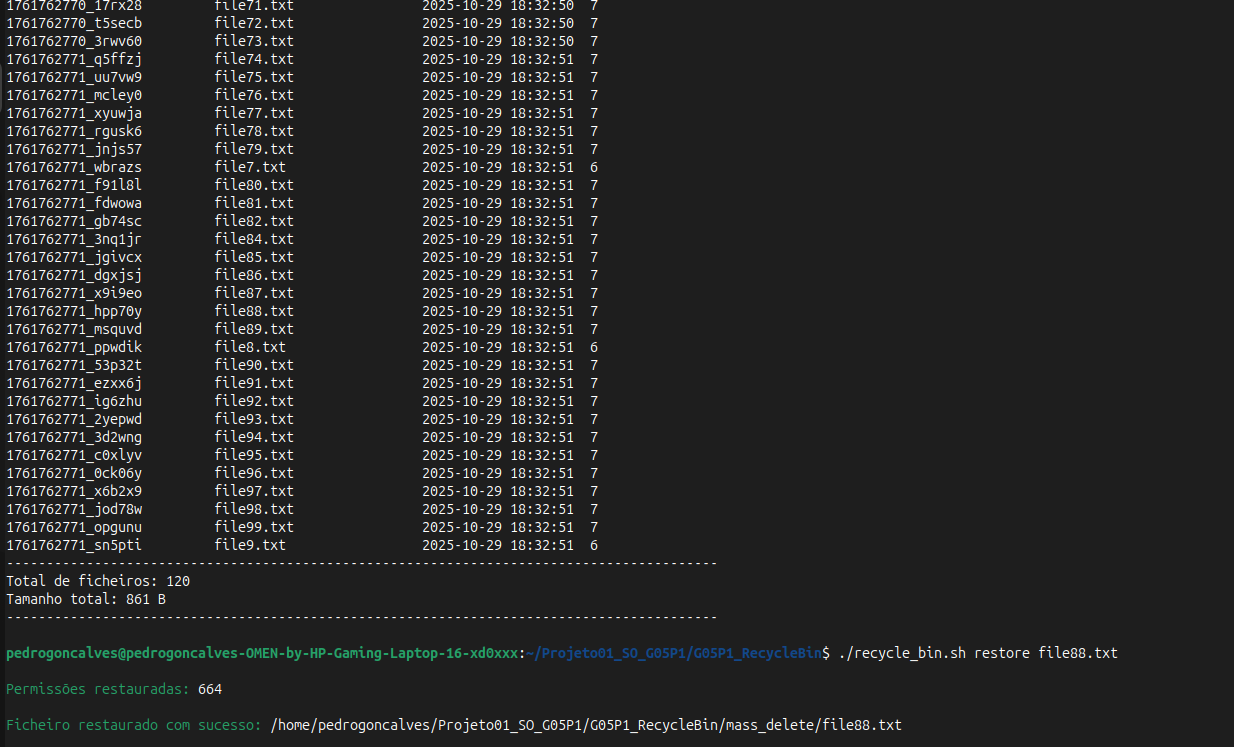 1761762770_17rx28 file71.txt 2025-10-29 18:32:50 7
1761762770_t5secb file72.txt 2025-10-29 18:32:50 7
1761762770_3rwv60 file73.txt 2025-10-29 18:32:50 7
1761762771_q5ffzj file74.txt 2025-10-29 18:32:51 7
1761762771_uu7vw9 file75.txt 2025-10-29 18:32:51 7
1761762771_mcley0 file76.txt 2025-10-29 18:32:51 7
1761762771_xyuwja file77.txt 2025-10-29 18:32:51 7
1761762771_rgusk6 file78.txt 2025-10-29 18:32:51 7
1761762771_jnjs57 file79.txt 2025-10-29 18:32:51 7
1761762771_wbrazs file7.txt 2025-10-29 18:32:51 6
1761762771_f91l8l file80.txt 2025-10-29 18:32:51 7
1761762771_fdwowa file81.txt 2025-10-29 18:32:51 7
1761762771_gb74sc file82.txt 2025-10-29 18:32:51 7
1761762771_3nq1jr file84.txt 2025-10-29 18:32:51 7
1761762771_jgivcx file85.txt 2025-10-29 18:32:51 7
1761762771_dgxjsj file86.txt 2025-10-29 18:32:51 7
1761762771_x9i9eo file87.txt 2025-10-29 18:32:51 7
1761762771_hpp70y file88.txt 2025-10-29 18:32:51 7
1761762771_msquvd file89.txt 2025-10-29 18:32:51 7
1761762771_ppwdik file8.txt 2025-10-29 18:32:51 6
1761762771_53p32t file90.txt 2025-10-29 18:32:51 7
1761762771_ezxx6j file91.txt 2025-10-29 18:32:51 7
1761762771_ig6zhu file92.txt 2025-10-29 18:32:51 7
1761762771_2yepwd file93.txt 2025-10-29 18:32:51 7
1761762771_3d2wng file94.txt 2025-10-29 18:32:51 7
1761762771_c0xlyv file95.txt 2025-10-29 18:32:51 7
1761762771_0ck06y file96.txt 2025-10-29 18:32:51 7
1761762771_x6b2x9 file97.txt 2025-10-29 18:32:51 7
1761762771_jod78w file98.txt 2025-10-29 18:32:51 7
1761762771_opgunu file99.txt 2025-10-29 18:32:51 7
1761762771_sn5pti file9.txt 2025-10-29 18:32:51 6
-----------------------------------------------------------------------------------------
Total de ficheiros: 120
Tamanho total: 861 B
-----------------------------------------------------------------------------------------
pedrogoncalves@pedrogoncalves-OMEN-by-HP-Gaming-Laptop-16-xd0xxx:~/Projeto01_SO_G05P1/G05P1_RecycleBin$ ./recycle_bin.sh restore file88.txt
Permissões restauradas: 664
Ficheiro restaurado com sucesso: /home/pedrogoncalves/Projeto01_SO_G05P1/G05P1_RecycleBin/mass_delete/file88.txt